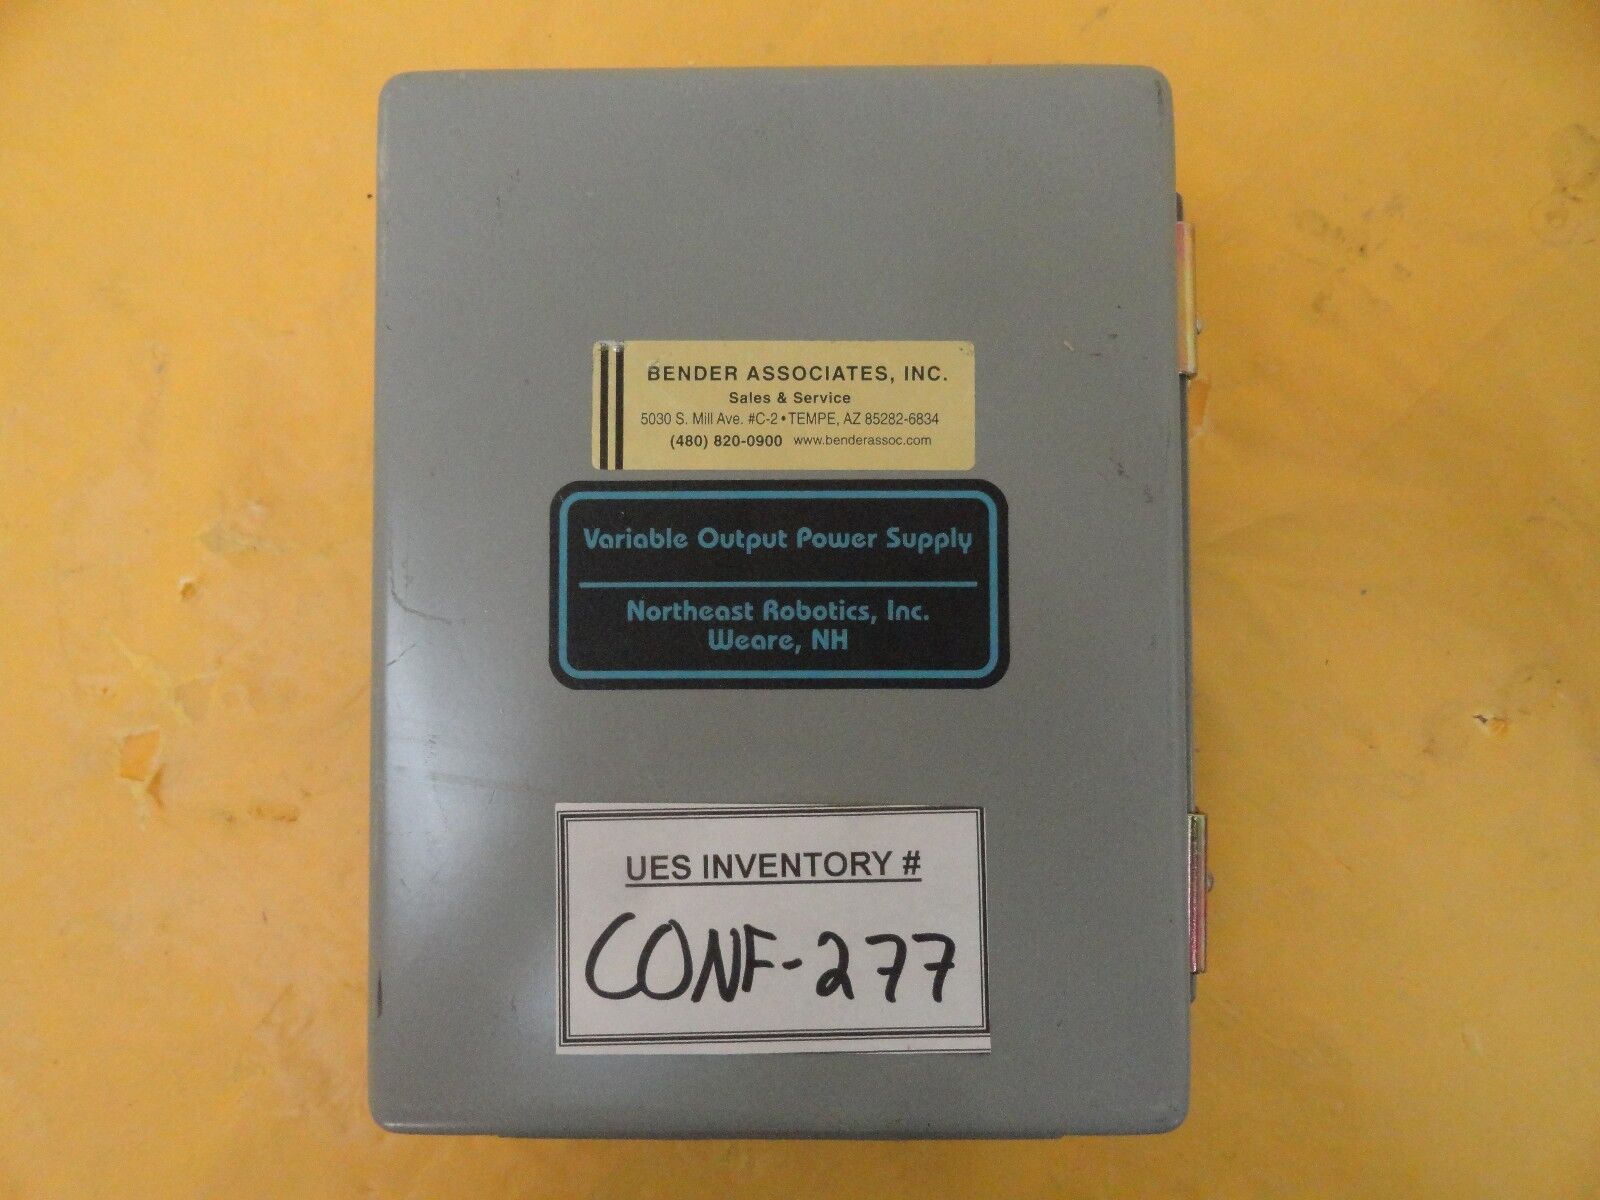 BENDER ASSOCIATES, INC.
Sales & Service
5030 S. Mill Ave. #C-2 • TEMPE, AZ 85282-6834
(480) 820-0900 www.benderassoc.com
Variable Output Power Supply
Northeast Robotics, Inc.
Weare, NH
UES INVENTORY #
CONF-277